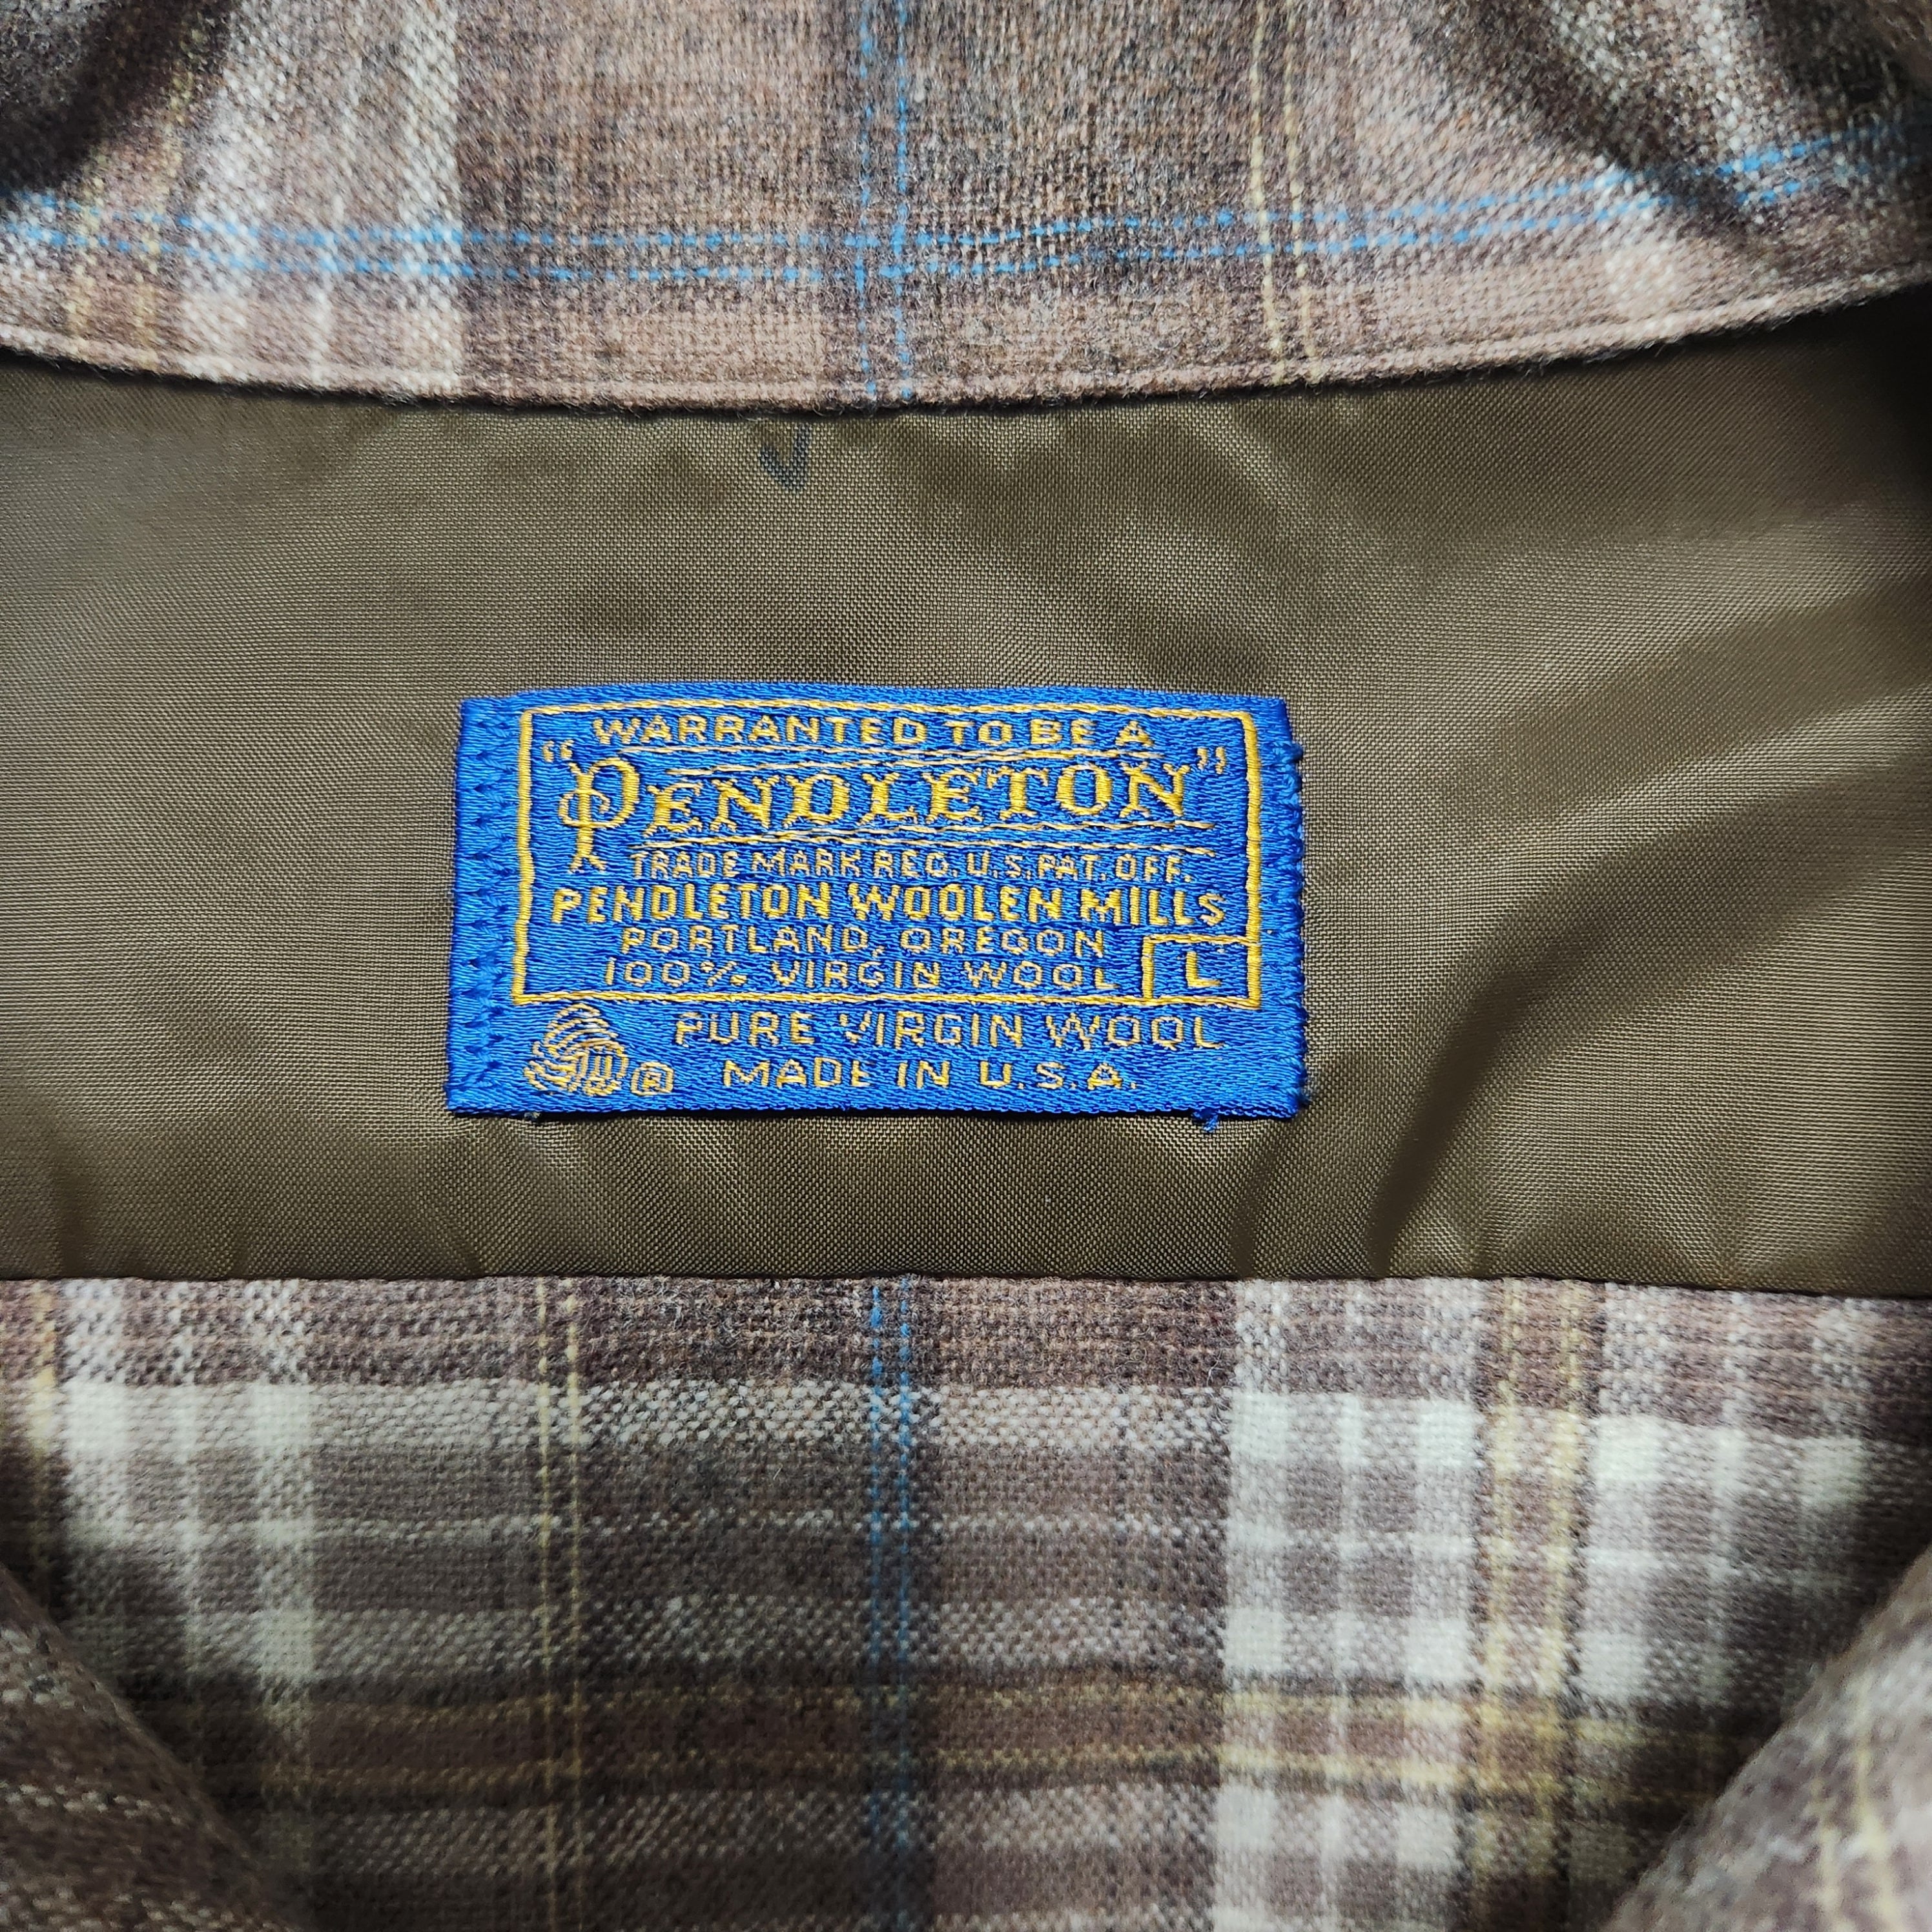 WARRANTED TO BE A
"PENDLETON"
TRADE MARK REG. U.S. PAT. OFF.
PENDLETON WOOLEN MILLS
PORTLAND, OREGON
100% VIRGIN WOOL L
PURE VIRGIN WOOL
® MADE IN U.S.A.